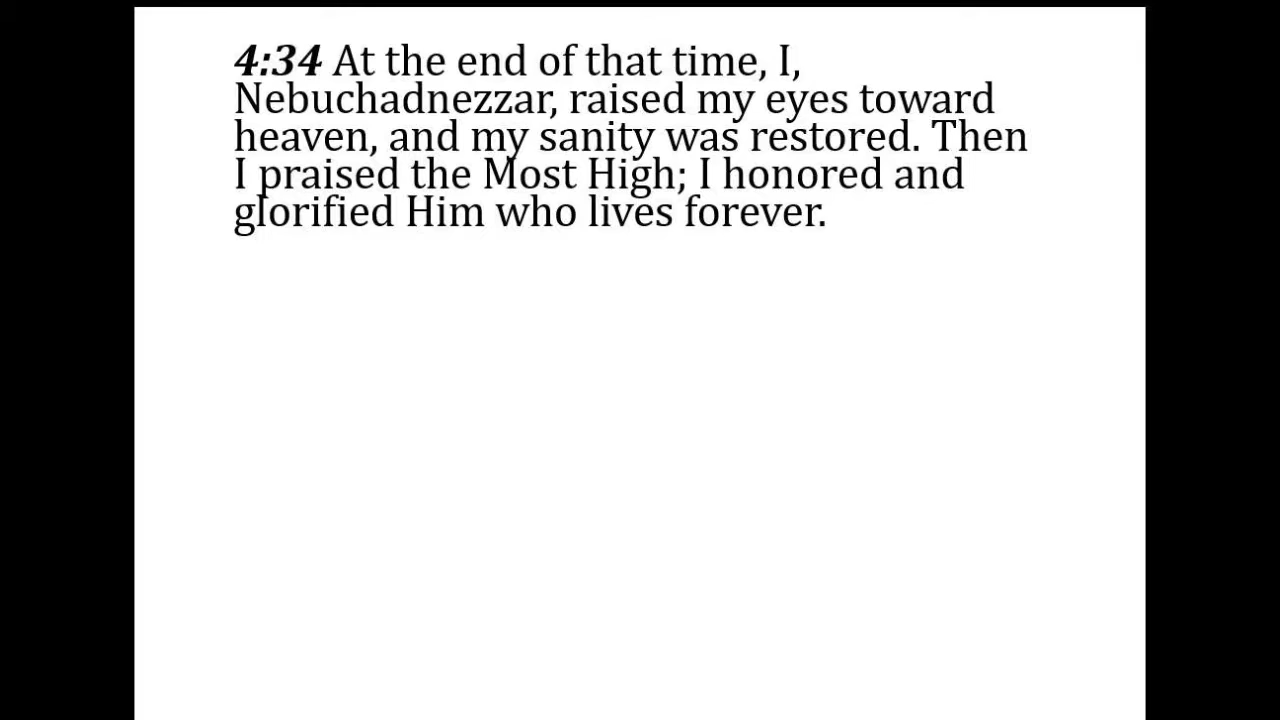 4:34 At the end of that time, I,
Nebuchadnezzar, raised my eyes toward
heaven, and my sanity was restored. Then
I praised the Most High; I honored and
glorified Him who lives forever.